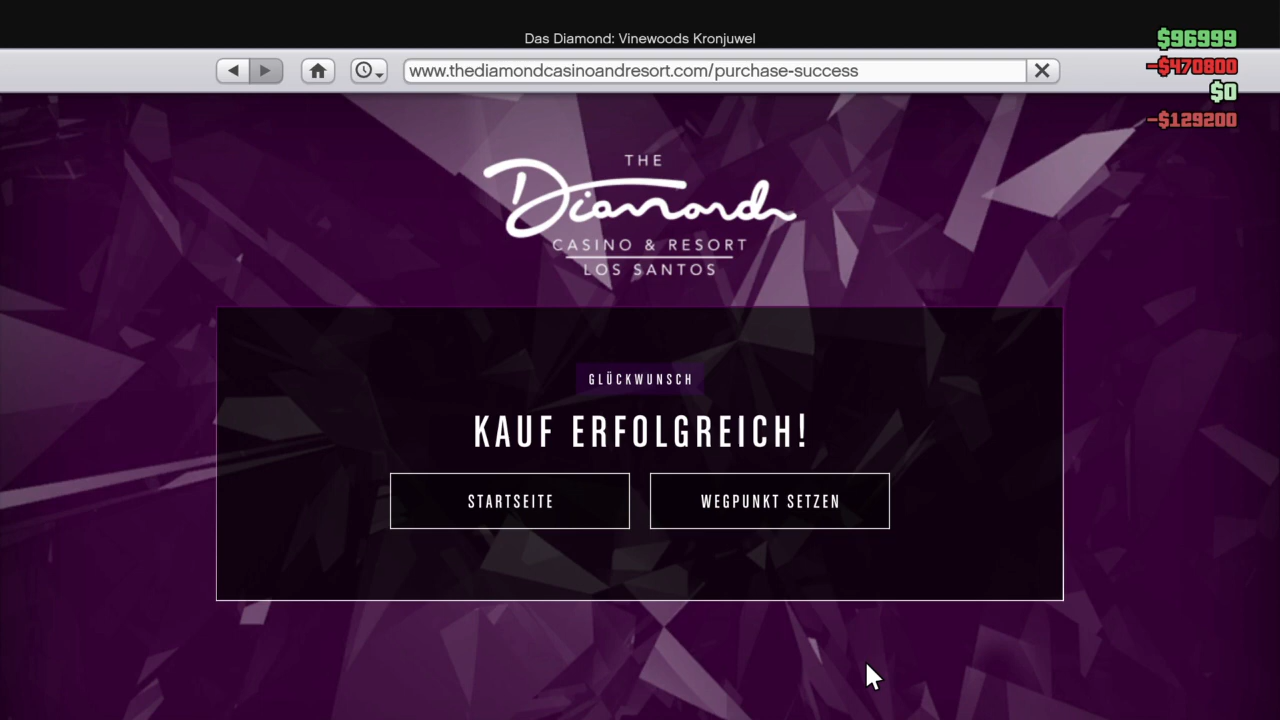 Das Diamond: Vinewoods Kronjuwel
$96999
www.thediamondcasinoandresort.com/purchase-success
-$470800
$0
-$129200
THE
Diamond
CASINO & RESORT
LOS SANTOS
GLÜCKWUNSCH
KAUF ERFOLGREICH!
STARTSEITE
WEGPUNKT SETZEN